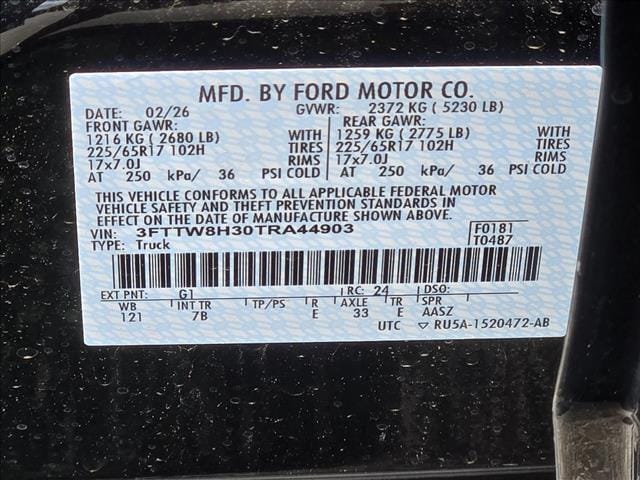 MFD. BY FORD MOTOR CO.
DATE: 02/26 GVWR: 2372 KG ( 5230 LB)
FRONT GAWR: REAR GAWR:
1216 KG ( 2680 LB) WITH 1259 KG ( 2775 LB) WITH
225/65R17 102H TIRES 225/65R17 102H TIRES
17x7.0J RIMS 17x7.0J RIMS
AT 250 kPa/ 36 PSI COLD AT 250 kPa/ 36 PSI COLD
THIS VEHICLE CONFORMS TO ALL APPLICABLE FEDERAL MOTOR
VEHICLE SAFETY AND THEFT PREVENTION STANDARDS IN
EFFECT ON THE DATE OF MANUFACTURE SHOWN ABOVE.
VIN: 3FTTW8H30TRA44903 F0181
TYPE: Truck T0487
EXT PNT: G1 RC: 24 DSO:
WB INT TR TP/PS R AXLE TR SPR
121 7B E 33 E AASZ
UTC ▽ RU5A-1520472-AB